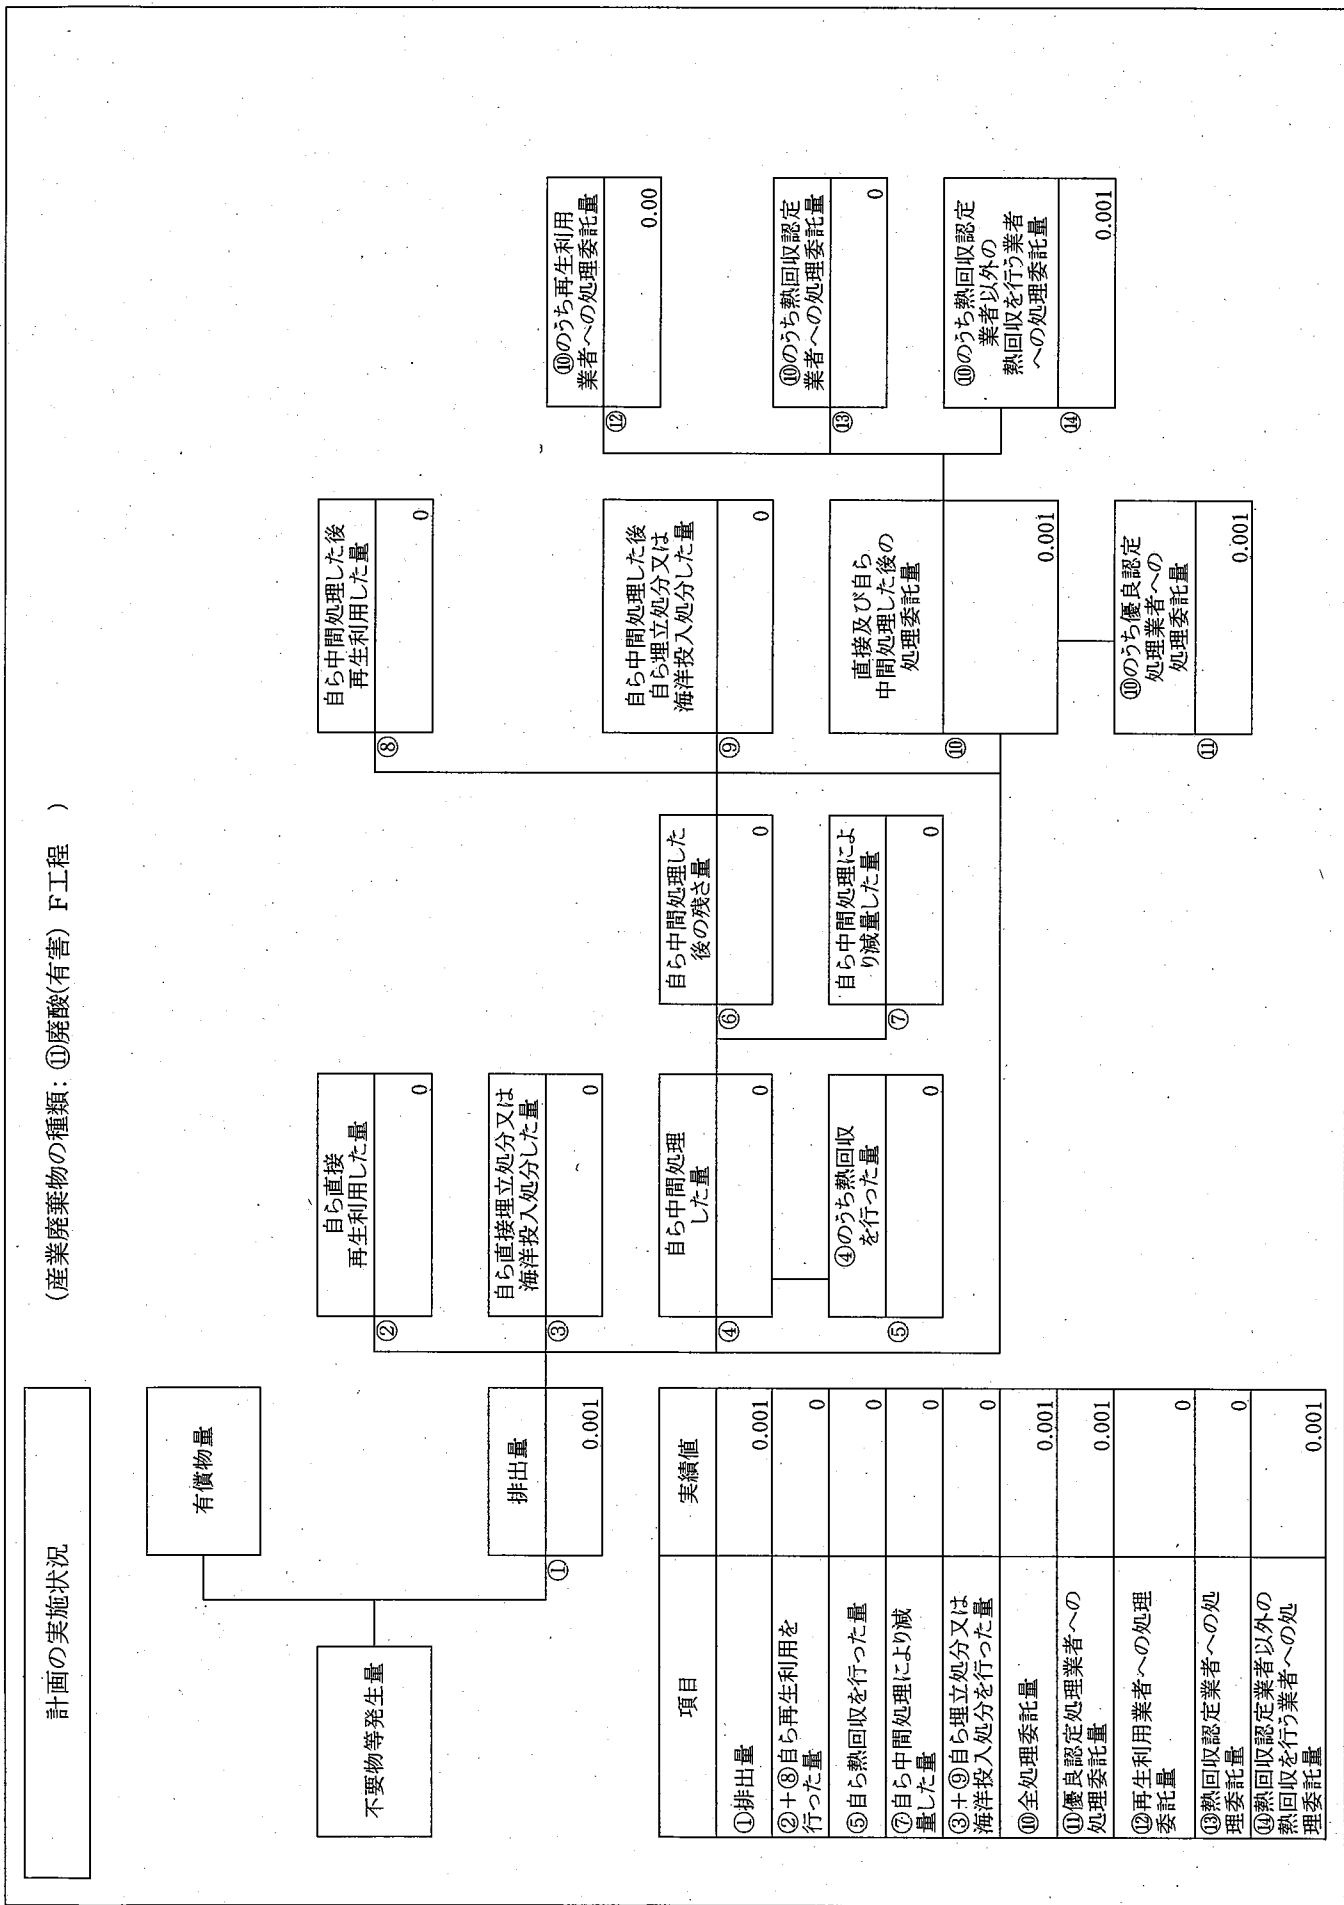 計画の実施状況
(産業廃棄物の種類：⑪廃酸(有害) F工程 )
不要物等発生量
有償物量
①
排出量
0.001
②
自ら直接
再生利用した量
0
③
自ら直接埋立処分又は
海洋投入処分した量
0
④
自ら中間処理
した量
0
⑤
④のうち熱回収
を行った量
0
⑥
自ら中間処理した
後の残さ量
0
⑦
自ら中間処理によ
り減量した量
0
⑧
自ら中間処理した後
再生利用した量
0
⑨
自ら中間処理した後
自ら埋立処分又は
海洋投入処分した量
0
⑩
直接及び自ら
中間処理した後の
処理委託量
0.001
⑪
⑩のうち優良認定
処理業者への
処理委託量
0.001
⑫
⑩のうち再生利用
業者への処理委託量
0.00
⑬
⑩のうち熱回収認定
業者への処理委託量
0
⑭
⑩のうち熱回収認定
業者以外の
熱回収を行う業者
への処理委託量
0.001
項目 実績値
①排出量 0.001
②+⑧自ら再生利用を
行った量 0
⑤自ら熱回収を行った量 0
⑦自ら中間処理により減
量した量 0
③+⑨自ら埋立処分又は
海洋投入処分を行った量 0
⑩全処理委託量 0.001
⑪優良認定処理業者への
処理委託量 0.001
⑫再生利用業者への処理
委託量 0
⑬熱回収認定業者への処
理委託量 0
⑭熱回収認定業者以外の
熱回収を行う業者への処
理委託量 0.001